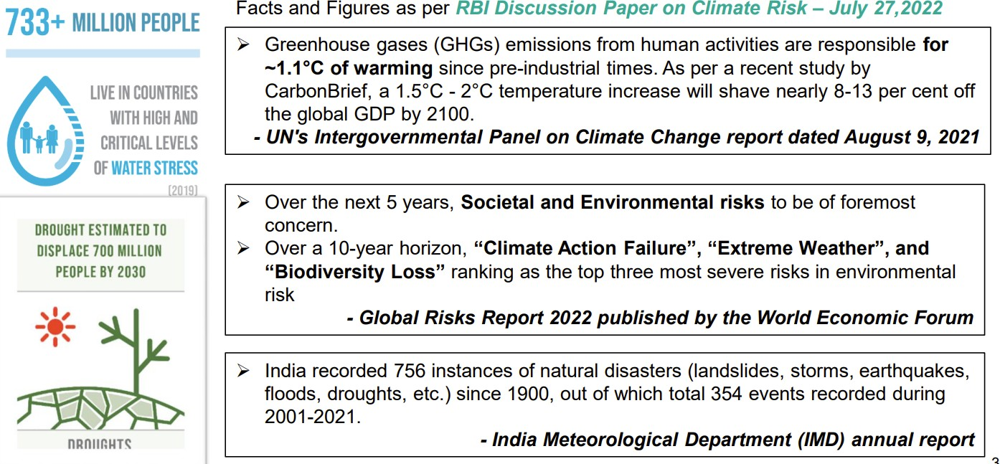 733+ MILLION PEOPLE
LIVE IN COUNTRIES
WITH HIGH AND
CRITICAL LEVELS
OF WATER STRESS
(2019)
DROUGHT ESTIMATED TO
DISPLACE 700 MILLION
PEOPLE BY 2030
DROUGHTS
Facts and Figures as per RBI Discussion Paper on Climate Risk – July 27,2022
➢ Greenhouse gases (GHGs) emissions from human activities are responsible for
~1.1°C of warming since pre-industrial times. As per a recent study by
CarbonBrief, a 1.5°C - 2°C temperature increase will shave nearly 8-13 per cent off
the global GDP by 2100.
- UN's Intergovernmental Panel on Climate Change report dated August 9, 2021
➢ Over the next 5 years, Societal and Environmental risks to be of foremost
concern.
➢ Over a 10-year horizon, “Climate Action Failure”, “Extreme Weather”, and
“Biodiversity Loss” ranking as the top three most severe risks in environmental
risk
- Global Risks Report 2022 published by the World Economic Forum
➢ India recorded 756 instances of natural disasters (landslides, storms, earthquakes,
floods, droughts, etc.) since 1900, out of which total 354 events recorded during
2001-2021.
- India Meteorological Department (IMD) annual report
3